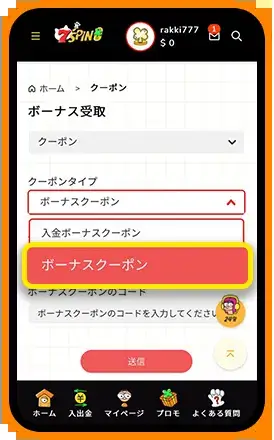 7SPIN
rakki777
$ 0
1
ホーム > クーポン
ボーナス受取
クーポン
クーポンタイプ
ボーナスクーポン
入金ボーナスクーポン
ボーナスクーポン
ボーナスクーポンのコード
ボーナスクーポンのコードを入力してください
24/7
送信
ホーム 入出金 マイページ プロモ よくある質問